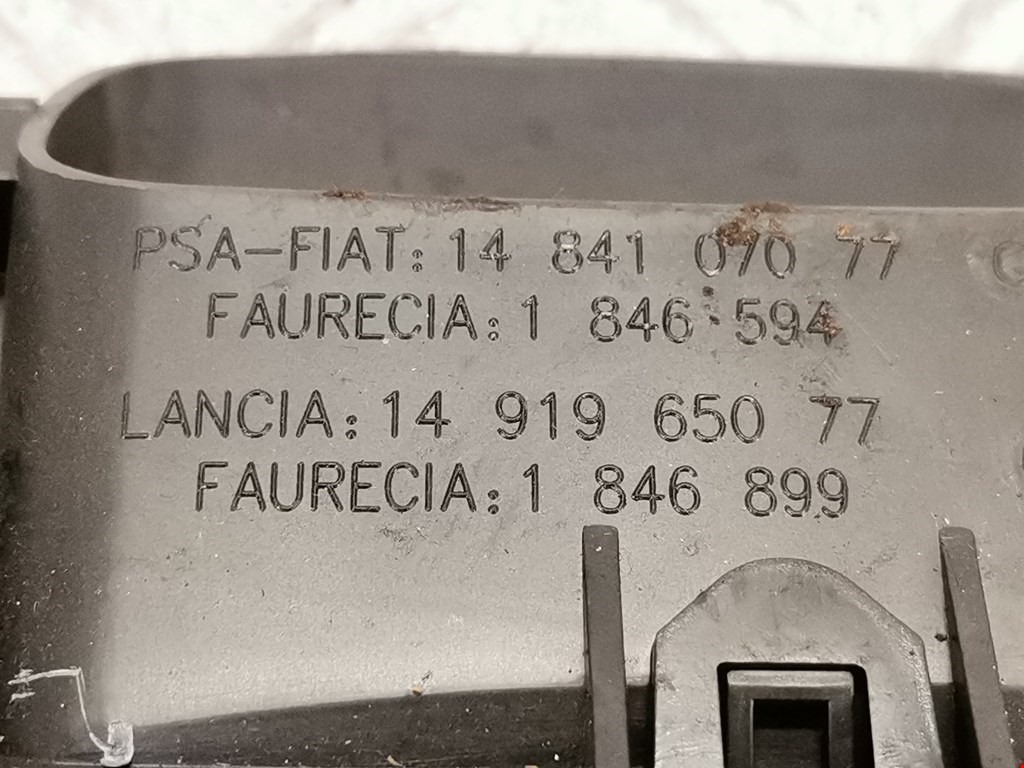 PSA-FIAT: 14 841 070 77
FAURECIA: 1 846 594
LANCIA: 14 919 650 77
FAURECIA: 1 846 899